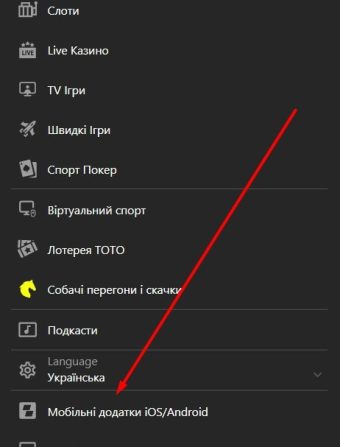 Слоти
Live Казино
TV Ігри
Швидкі Ігри
Спорт Покер
Віртуальний спорт
Лотерея ТОТО
Собачі перегони і скачки
Подкасти
Language
Українська
Мобільні додатки iOS/Android